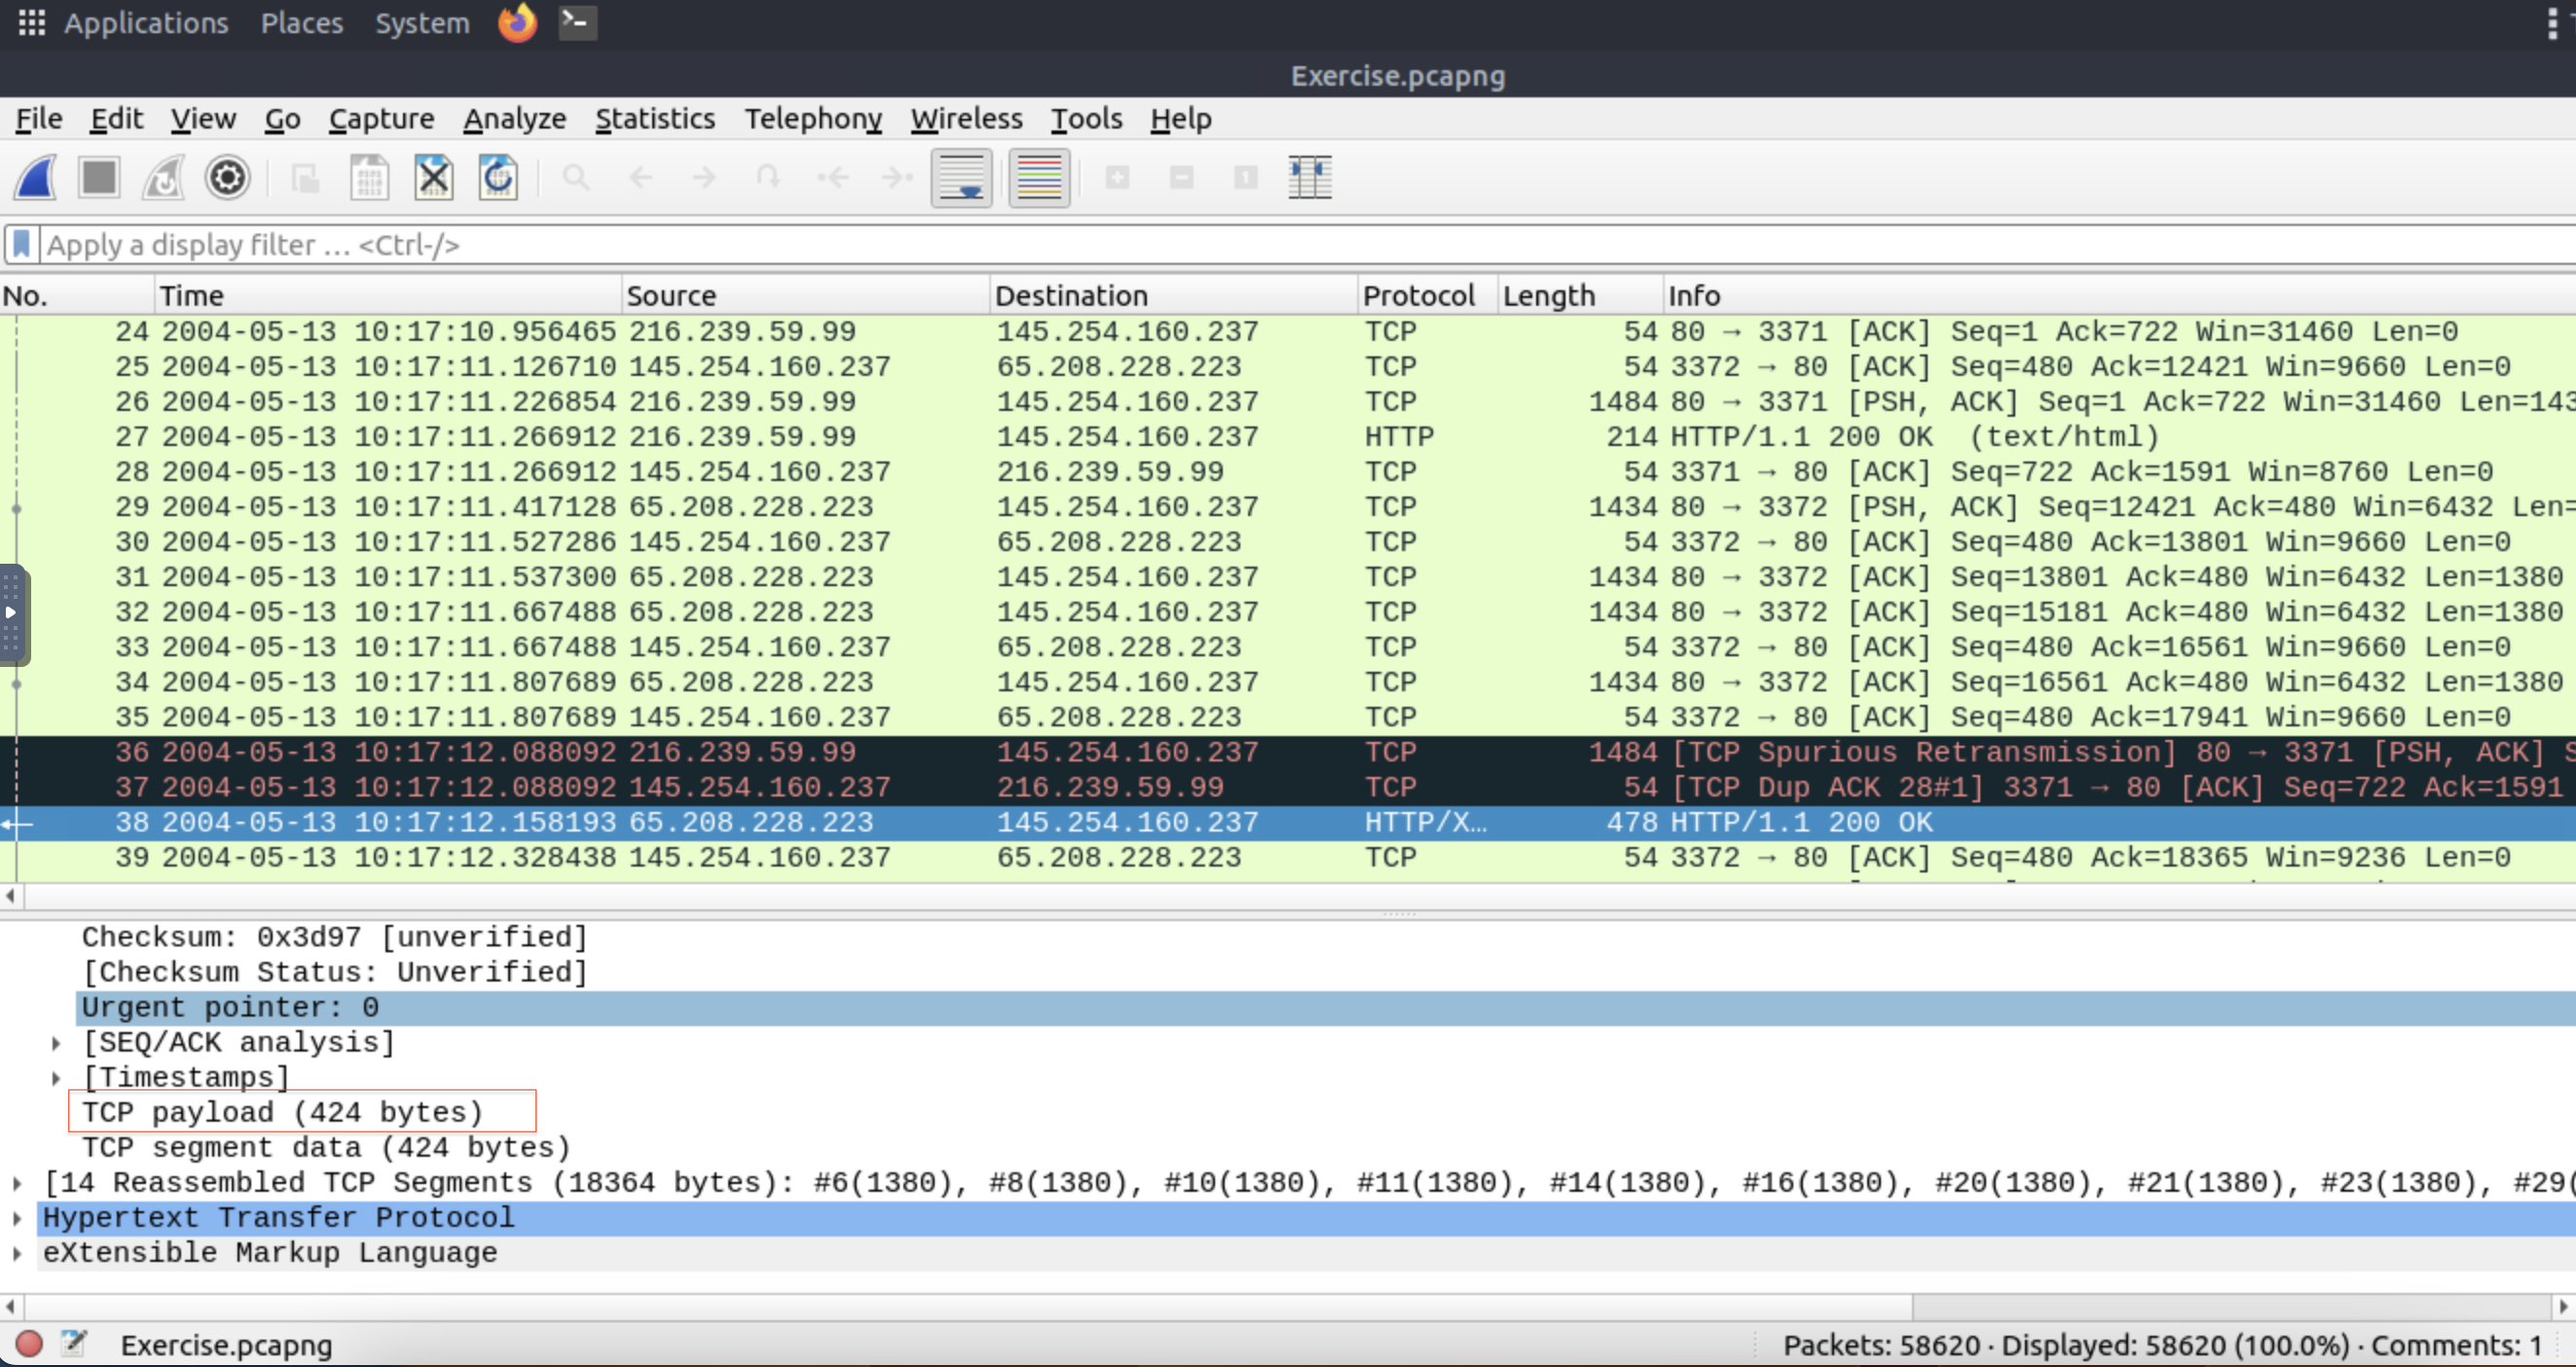 Applications Places System
Exercise.pcapng
File Edit View Go Capture Analyze Statistics Telephony Wireless Tools Help
Apply a display filter … <Ctrl-/>
No. Time Source Destination Protocol Length Info
24 2004-05-13 10:17:10.956465 216.239.59.99 145.254.160.237 TCP 54 80 → 3371 [ACK] Seq=1 Ack=722 Win=31460 Len=0
25 2004-05-13 10:17:11.126710 145.254.160.237 65.208.228.223 TCP 54 3372 → 80 [ACK] Seq=480 Ack=12421 Win=9660 Len=0
26 2004-05-13 10:17:11.226854 216.239.59.99 145.254.160.237 TCP 1484 80 → 3371 [PSH, ACK] Seq=1 Ack=722 Win=31460 Len=143
27 2004-05-13 10:17:11.266912 216.239.59.99 145.254.160.237 HTTP 214 HTTP/1.1 200 OK (text/html)
28 2004-05-13 10:17:11.266912 145.254.160.237 216.239.59.99 TCP 54 3371 → 80 [ACK] Seq=722 Ack=1591 Win=8760 Len=0
29 2004-05-13 10:17:11.417128 65.208.228.223 145.254.160.237 TCP 1434 80 → 3372 [PSH, ACK] Seq=12421 Ack=480 Win=6432 Len=
30 2004-05-13 10:17:11.527286 145.254.160.237 65.208.228.223 TCP 54 3372 → 80 [ACK] Seq=480 Ack=13801 Win=9660 Len=0
31 2004-05-13 10:17:11.537300 65.208.228.223 145.254.160.237 TCP 1434 80 → 3372 [ACK] Seq=13801 Ack=480 Win=6432 Len=1380
32 2004-05-13 10:17:11.667488 65.208.228.223 145.254.160.237 TCP 1434 80 → 3372 [ACK] Seq=15181 Ack=480 Win=6432 Len=1380
33 2004-05-13 10:17:11.667488 145.254.160.237 65.208.228.223 TCP 54 3372 → 80 [ACK] Seq=480 Ack=16561 Win=9660 Len=0
34 2004-05-13 10:17:11.807689 65.208.228.223 145.254.160.237 TCP 1434 80 → 3372 [ACK] Seq=16561 Ack=480 Win=6432 Len=1380
35 2004-05-13 10:17:11.807689 145.254.160.237 65.208.228.223 TCP 54 3372 → 80 [ACK] Seq=480 Ack=17941 Win=9660 Len=0
36 2004-05-13 10:17:12.088092 216.239.59.99 145.254.160.237 TCP 1484 [TCP Spurious Retransmission] 80 → 3371 [PSH, ACK] S
37 2004-05-13 10:17:12.088092 145.254.160.237 216.239.59.99 TCP 54 [TCP Dup ACK 28#1] 3371 → 80 [ACK] Seq=722 Ack=1591
38 2004-05-13 10:17:12.158193 65.208.228.223 145.254.160.237 HTTP/X… 478 HTTP/1.1 200 OK
39 2004-05-13 10:17:12.328438 145.254.160.237 65.208.228.223 TCP 54 3372 → 80 [ACK] Seq=480 Ack=18365 Win=9236 Len=0
Checksum: 0x3d97 [unverified]
[Checksum Status: Unverified]
Urgent pointer: 0
[SEQ/ACK analysis]
[Timestamps]
TCP payload (424 bytes)
TCP segment data (424 bytes)
[14 Reassembled TCP Segments (18364 bytes): #6(1380), #8(1380), #10(1380), #11(1380), #14(1380), #16(1380), #20(1380), #21(1380), #23(1380), #29(
Hypertext Transfer Protocol
eXtensible Markup Language
Exercise.pcapng Packets: 58620 · Displayed: 58620 (100.0%) · Comments: 1